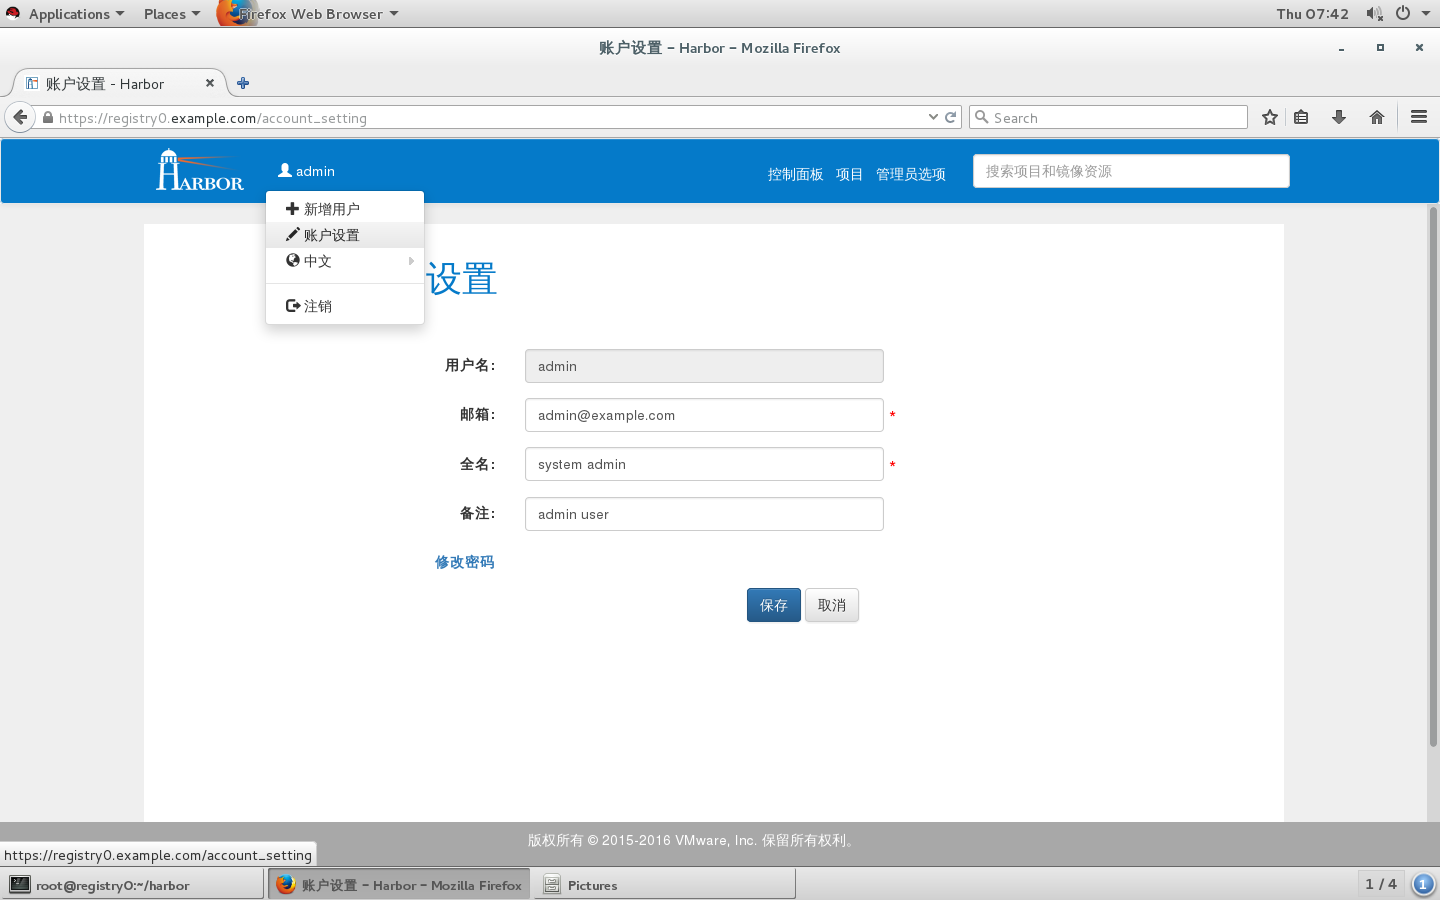 Applications Places Firefox Web Browser Thu 07:42
账户设置 - Harbor - Mozilla Firefox
账户设置 - Harbor
https://registry0.example.com/account_setting Search
HARBOR admin 控制面板 项目 管理员选项 搜索项目和镜像资源
新增用户
账户设置
中文
注销
设置
用户名: admin
邮箱: admin@example.com *
全名: system admin *
备注: admin user
修改密码
保存 取消
版权所有 © 2015-2016 VMware, Inc. 保留所有权利。
https://registry0.example.com/account_setting
root@registry0:~/harbor 账户设置 - Harbor - Mozilla Firefox Pictures 1 / 4 1